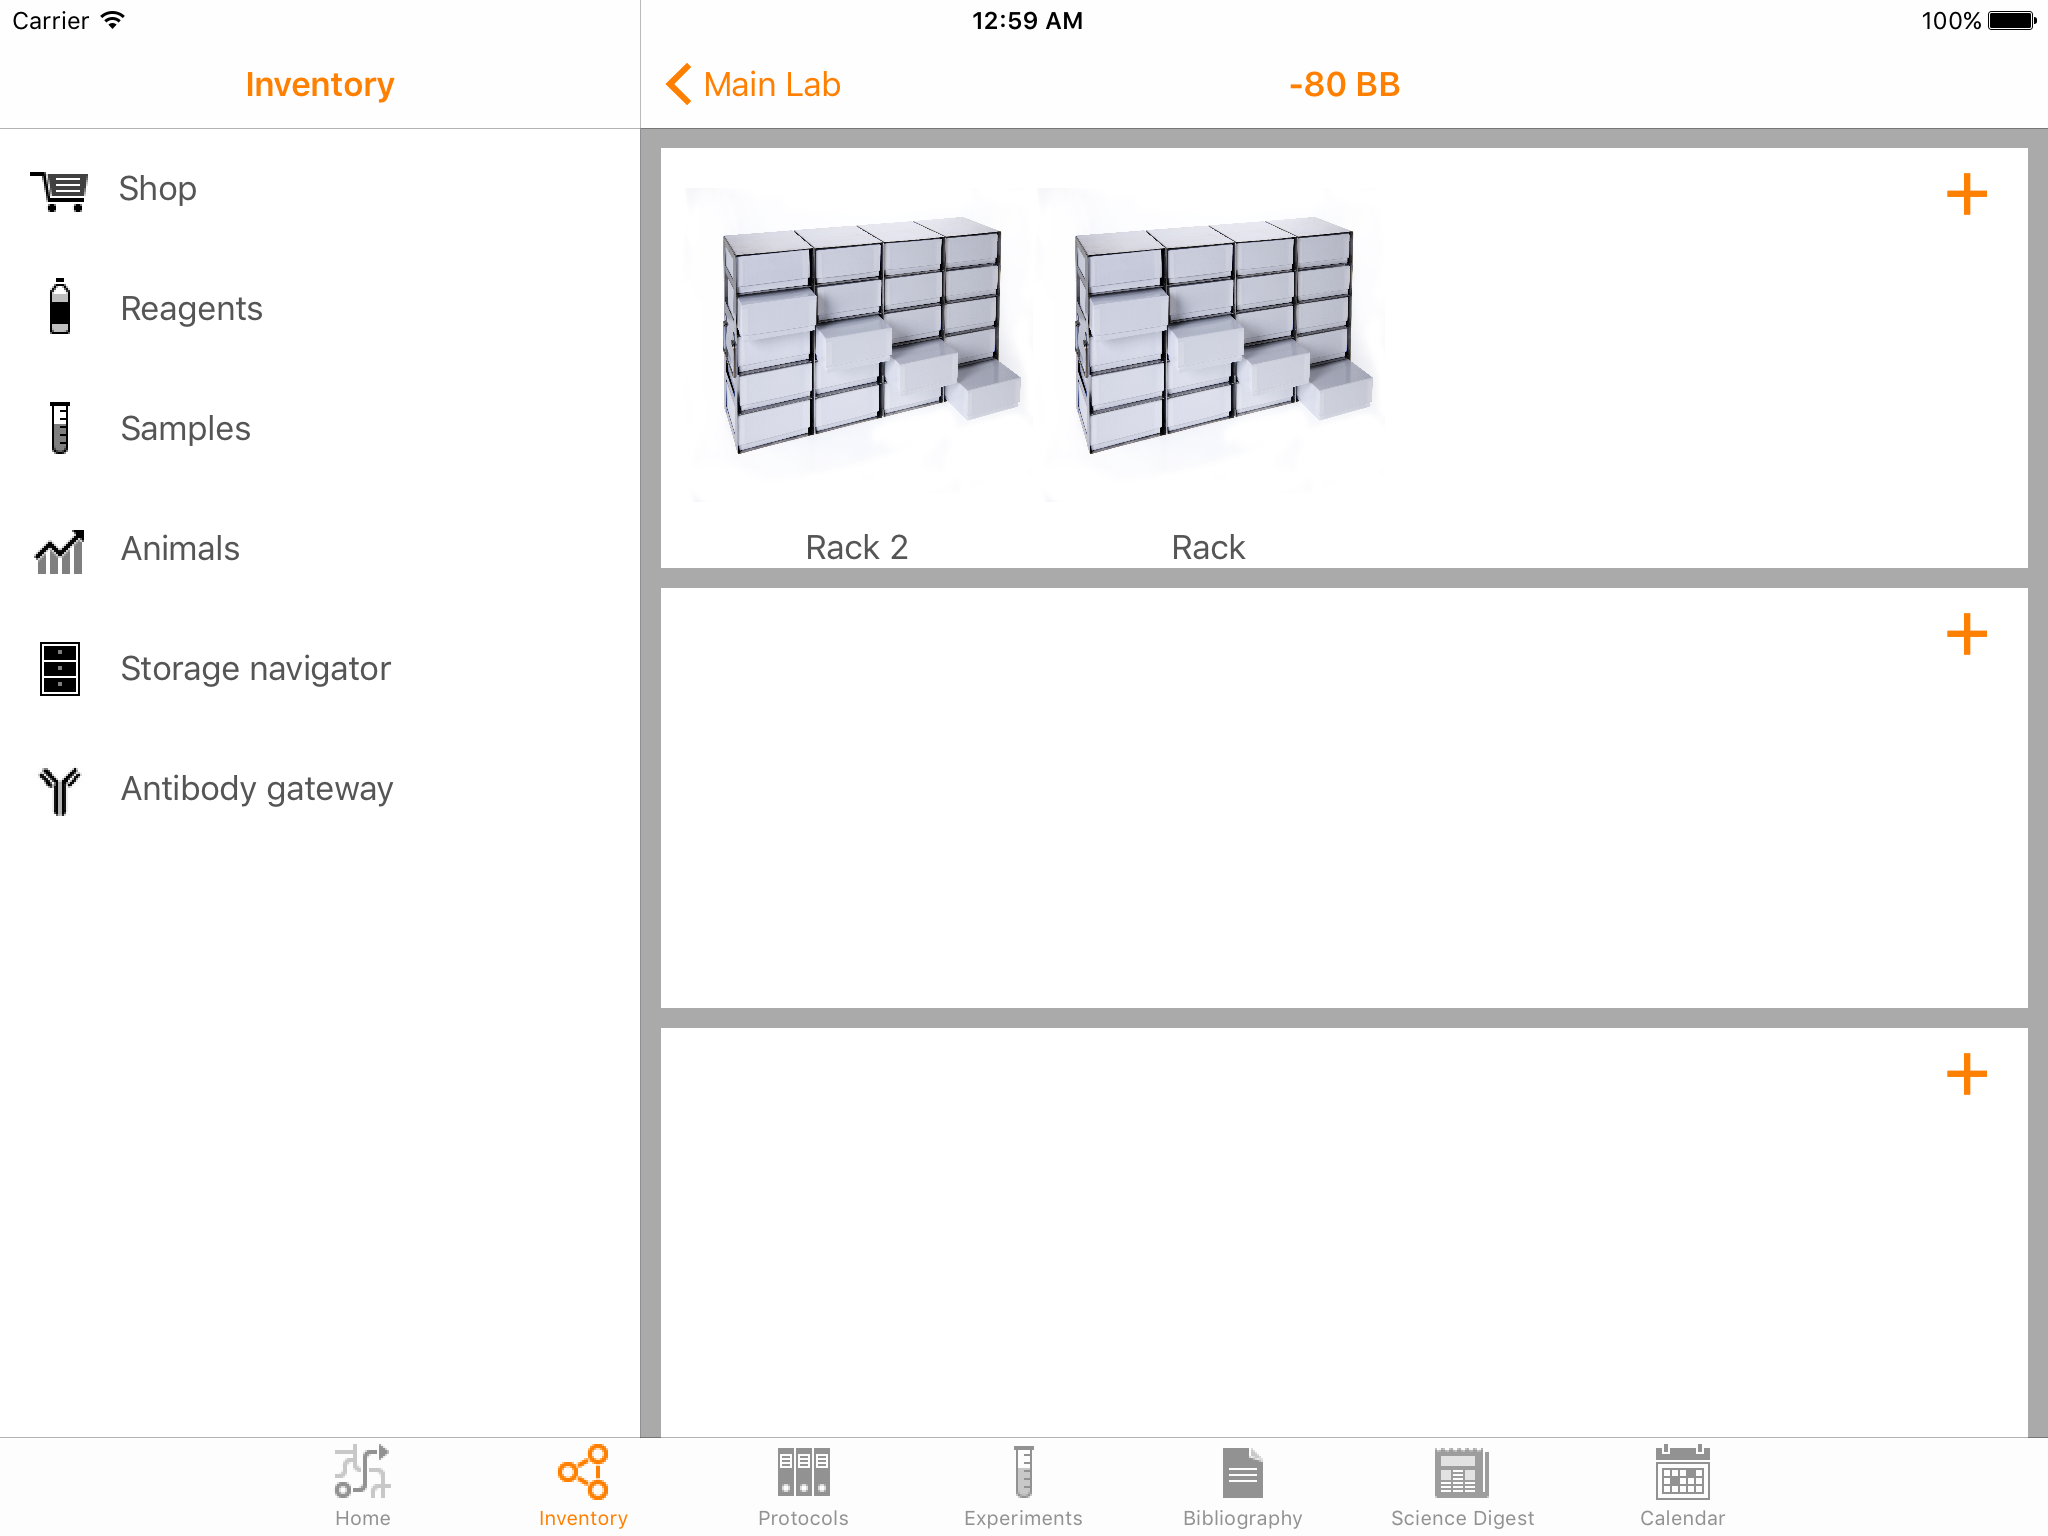 Carrier 12:59 AM 100%
Inventory
Main Lab -80 BB
Shop
Reagents
Samples
Animals
Storage navigator
Antibody gateway
Rack 2 Rack
Home Inventory Protocols Experiments Bibliography Science Digest Calendar